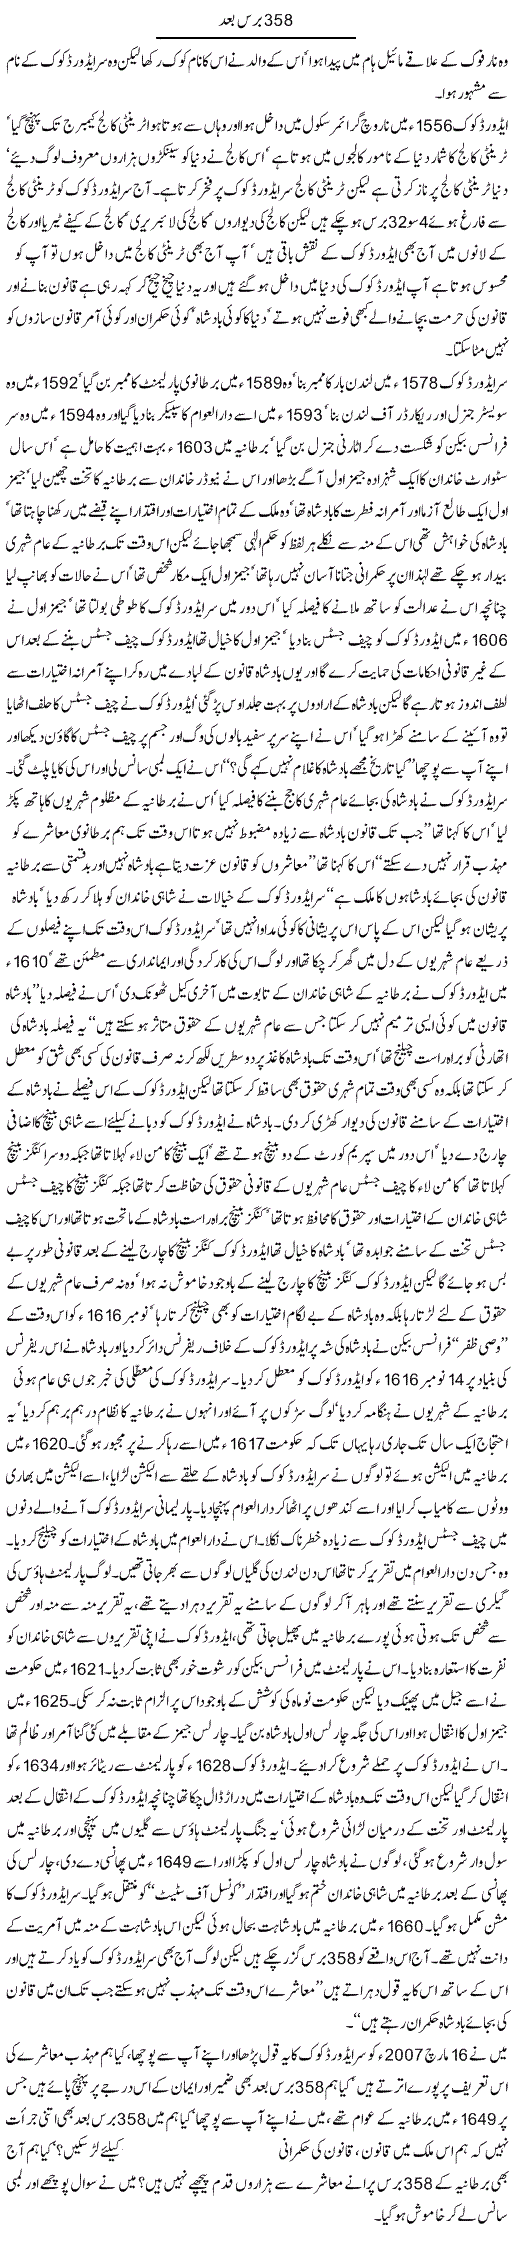 358 برس بعد
وہ نارفوک کے علاقے مائیل ہام میں پیدا ہوا' اس کے والد نے اس کا نام کوک رکھا لیکن وہ سر ایڈورڈ کوک کے نام
سے مشہور ہوا۔
ایڈورڈ کوک 1556ء میں ناروچ گرائمر سکول میں داخل ہوا اور وہاں سے ہوتا ہوا ٹرینٹی کالج کیمبرج تک پہنچ گیا'
ٹرینٹی کالج کا شمار دنیا کے نامور کالجوں میں ہوتا ہے' اس کالج نے دنیا کو سینکڑوں ہزاروں معروف لوگ دیئے'
دنیا ٹرینٹی کالج پر ناز کرتی ہے لیکن ٹرینٹی کالج سر ایڈورڈ کوک پر فخر کرتا ہے۔ آج سر ایڈورڈ کوک کو ٹرینٹی کالج
سے فارغ ہوئے 4 سو 32 برس ہو چکے ہیں لیکن کالج کی دیواروں' کالج کی لائبریری' کالج کے کیفے ٹیریا اور کالج
کے لانوں میں آج بھی ایڈورڈ کوک کے نقش باقی ہیں' آپ آج بھی ٹرینٹی کالج میں داخل ہوں تو آپ کو
محسوس ہوتا ہے آپ ایڈورڈ کوک کی دنیا میں داخل ہو گئے ہیں اور یہ دنیا چیخ چیخ کر کہہ رہی ہے قانون بنانے اور
قانون کی حرمت بچانے والے کبھی فوت نہیں ہوتے' دنیا کا کوئی بادشاہ' کوئی حکمران اور کوئی آمر قانون سازوں کو
نہیں مٹا سکتا۔
سر ایڈورڈ کوک 1578ء میں لندن بار کا ممبر بنا' وہ 1589ء میں برطانوی پارلیمنٹ کا ممبر بن گیا' 1592ء میں وہ
سولیسٹر جنرل اور ریکارڈر آف لندن بنا' 1593ء میں اسے دارالعوام کا سپیکر بنا دیا گیا اور 1594ء میں وہ سر
فرانسس بیکن کو شکست دے کر اٹارنی جنرل بن گیا' برطانیہ میں 1603ء بہت اہمیت کا حامل ہے' اس سال
سٹوارٹ خاندان کا ایک شہزادہ جیمز اول آگے بڑھا اور اس نے ٹیوڈر خاندان سے برطانیہ کا تخت چھین لیا' جیمز
اول ایک طالع آزما اور آمرانہ فطرت کا بادشاہ تھا' وہ ملک کے تمام اختیارات اور اقتدار اپنے قبضے میں رکھنا چاہتا تھا'
بادشاہ کی خواہش تھی اس کے منہ سے نکلے ہر لفظ کو حکم الٰہی سمجھا جائے لیکن اس وقت تک برطانیہ کے عام شہری
بیدار ہو چکے تھے لہٰذا ان پر حکمرانی جتانا آسان نہیں رہا تھا' جیمز اول ایک مکار شخص تھا' اس نے حالات کو بھانپ لیا
چنانچہ اس نے عدالت کو ساتھ ملانے کا فیصلہ کیا' اس دور میں سر ایڈورڈ کوک کا طوطی بولتا تھا' جیمز اول نے
1606ء میں ایڈورڈ کوک کو چیف جسٹس بنا دیا' جیمز اول کا خیال تھا ایڈورڈ کوک چیف جسٹس بننے کے بعد اس
کے غیر قانونی احکامات کی حمایت کرے گا اور یوں بادشاہ قانون کے لبادے میں رہ کر اپنے آمرانہ اختیارات سے
لطف اندوز ہوتا رہے گا لیکن بادشاہ کے ارادوں پر بہت جلد اوس پڑ گئی' ایڈورڈ کوک نے چیف جسٹس کا حلف اٹھایا
تو وہ آئینے کے سامنے کھڑا ہو گیا' اس نے اپنے سر پر سفید بالوں کی وگ اور جسم پر چیف جسٹس کا گاؤن دیکھا اور
اپنے آپ سے پوچھا ''کیا تاریخ مجھے بادشاہ کا غلام نہیں کہے گی؟'' اس نے ایک لمبی سانس لی اور اس کی کایا پلٹ گئی۔
سر ایڈورڈ کوک نے بادشاہ کی بجائے عام شہری کا جج بننے کا فیصلہ کیا' اس نے برطانیہ کے مظلوم شہریوں کا ہاتھ پکڑ
لیا' اس کا کہنا تھا ''جب تک قانون بادشاہ سے زیادہ مضبوط نہیں ہوتا اس وقت تک ہم برطانوی معاشرے کو
مہذب قرار نہیں دے سکتے'' اس کا کہنا تھا ''معاشروں کو قانون عزت دیتا ہے بادشاہ نہیں اور بدقسمتی سے برطانیہ
قانون کی بجائے بادشاہوں کا ملک ہے'' سر ایڈورڈ کوک کے خیالات نے شاہی خاندان کو ہلا کر رکھ دیا' بادشاہ
پریشان ہو گیا لیکن اس کے پاس اس پریشانی کا کوئی مداوا نہیں تھا' سر ایڈورڈ کوک اس وقت تک اپنے فیصلوں کے
ذریعے عام شہریوں کے دل میں گھر کر چکا تھا اور لوگ اس کی کارکردگی اور ایمانداری سے مطمئن تھے' 1610ء
میں ایڈورڈ کوک نے برطانیہ کے شاہی خاندان کے تابوت میں آخری کیل ٹھونک دی' اس نے فیصلہ دیا ''بادشاہ
قانون میں کوئی ایسی ترمیم نہیں کر سکتا جس سے عام شہریوں کے حقوق متاثر ہو سکتے ہیں'' یہ فیصلہ بادشاہ کی
اتھارٹی کو براہ راست چیلنج تھا' اس وقت تک بادشاہ کاغذ پر دو سطریں لکھ کر نہ صرف قانون کی کسی بھی شق کو معطل
کر سکتا تھا بلکہ وہ کسی بھی وقت تمام شہری حقوق بھی ساقط کر سکتا تھا لیکن ایڈورڈ کوک کے اس فیصلے نے بادشاہ کے
اختیارات کے سامنے قانون کی دیوار کھڑی کر دی۔ بادشاہ نے ایڈورڈ کوک کو دبانے کیلئے اسے شاہی بینچ کا اضافی
چارج دے دیا' اس دور میں سپریم کورٹ کے دو بینچ ہوتے تھے' ایک بینچ کامن لاء کہلاتا تھا جبکہ دوسرا کنگز بینچ
کہلاتا تھا' کامن لاء کا چیف جسٹس عام شہریوں کے قانونی حقوق کی حفاظت کرتا تھا جبکہ کنگز بینچ کا چیف جسٹس
شاہی خاندان کے اختیارات اور حقوق کا محافظ ہوتا تھا' کنگز بینچ براہ راست بادشاہ کے ماتحت ہوتا تھا اور اس کا چیف
جسٹس تخت کے سامنے جوابدہ تھا' بادشاہ کا خیال تھا ایڈورڈ کوک کنگز بینچ کا چارج لینے کے بعد قانونی طور پر بے
بس ہو جائے گا لیکن ایڈورڈ کوک کنگز بینچ کا چارج لینے کے باوجود خاموش نہ ہوا' وہ نہ صرف عام شہریوں کے
حقوق کے لئے لڑتا رہا بلکہ وہ بادشاہ کے بے لگام اختیارات کو بھی چیلنج کرتا رہا' نومبر 1616ء کو اس وقت کے
''وصی ظفر'' فرانسس بیکن نے بادشاہ کی شہ پر ایڈورڈ کوک کے خلاف ریفرنس دائر کر دیا اور بادشاہ نے اس ریفرنس
کی بنیاد پر 14 نومبر 1616ء کو ایڈورڈ کوک کو معطل کر دیا۔ سر ایڈورڈ کوک کی معطلی کی خبر جوں ہی عام ہوئی
برطانیہ کے شہریوں نے ہنگامہ کر دیا' لوگ سڑکوں پر آئے اور انہوں نے برطانیہ کا نظام درہم برہم کر دیا' یہ
احتجاج ایک سال تک جاری رہا یہاں تک کہ حکومت 1617ء میں اسے رہا کرنے پر مجبور ہو گئی۔ 1620ء میں
برطانیہ میں الیکشن ہوئے تو لوگوں نے سر ایڈورڈ کوک کو بادشاہ کے حلقے سے الیکشن لڑایا، اسے الیکشن میں بھاری
ووٹوں سے کامیاب کرایا اور اسے کندھوں پر اٹھا کر دارالعوام پہنچا دیا۔ پارلیمانی سر ایڈورڈ کوک آنے والے دنوں
میں چیف جسٹس ایڈورڈ کوک سے زیادہ خطرناک نکلا۔ اس نے دارالعوام میں بادشاہ کے اختیارات کو چیلنج کر دیا۔
وہ جس دن دارالعوام میں تقریر کرتا تھا اس دن لندن کی گلیاں لوگوں سے بھر جاتی تھیں۔ لوگ پارلیمنٹ ہاؤس کی
گیلری سے تقریر سنتے تھے اور باہر آ کر لوگوں کے سامنے یہ تقریر دہرا دیتے تھے، یہ تقریر منہ سے منہ اور شخص
سے شخص تک ہوتی ہوئی پورے برطانیہ میں پھیل جاتی تھی، ایڈورڈ کوک نے اپنی تقریروں سے شاہی خاندان کو
نفرت کا استعارہ بنا دیا۔ اس نے پارلیمنٹ میں فرانسس بیکن کو رشوت خور بھی ثابت کر دیا۔ 1621ء میں حکومت
نے اسے جیل میں پھینک دیا لیکن حکومت نو ماہ کی کوشش کے باوجود اس پر الزام ثابت نہ کر سکی۔ 1625ء میں
جیمز اول کا انتقال ہوا اور اس کی جگہ چارلس اول بادشاہ بن گیا۔ چارلس جیمز کے مقابلے میں کئی گنا آمر اور ظالم تھا
۔ اس نے ایڈورڈ کوک پر حملے شروع کرا دیئے۔ ایڈورڈ کوک 1628ء کو پارلیمنٹ سے ریٹائر ہوا اور 1634ء کو
انتقال کر گیا لیکن اس وقت تک وہ بادشاہ کے اختیارات میں دراڑ ڈال چکا تھا چنانچہ ایڈورڈ کوک کے انتقال کے بعد
پارلیمنٹ اور تخت کے درمیان لڑائی شروع ہوئی' یہ جنگ پارلیمنٹ ہاؤس سے گلیوں میں پہنچی اور برطانیہ میں
سول وار شروع ہو گئی، لوگوں نے بادشاہ چارلس اول کو پکڑا اور اسے 1649ء میں پھانسی دے دی، چارلس کی
پھانسی کے بعد برطانیہ میں شاہی خاندان ختم ہو گیا اور اقتدار ''کونسل آف سٹیٹ'' کو منتقل ہو گیا۔ سر ایڈورڈ کوک کا
مشن مکمل ہو گیا۔ 1660ء میں برطانیہ میں بادشاہت بحال ہوئی لیکن اس بادشاہت کے منہ میں آمریت کے
دانت نہیں تھے۔ آج اس واقعے کو 358 برس گزر چکے ہیں لیکن لوگ آج بھی سر ایڈورڈ کوک کو یاد کرتے ہیں اور
اس کے ساتھ اس کا یہ قول دہراتے ہیں ''معاشرے اس وقت تک مہذب نہیں ہو سکتے جب تک ان میں قانون
کی بجائے بادشاہ حکمران رہتے ہیں''۔
میں نے 16 مارچ 2007ء کو سر ایڈورڈ کوک کا یہ قول پڑھا اور اپنے آپ سے پوچھا، کیا ہم مہذب معاشرے کی
اس تعریف پر پورے اترتے ہیں' کیا ہم 358 برس بعد بھی ضمیر اور ایمان کے اس درجے پر پہنچ پائے ہیں جس
پر 1649ء میں برطانیہ کے عوام تھے، میں نے اپنے آپ سے پوچھا' کیا ہم میں 358 برس بعد بھی اتنی جرأت
نہیں کہ ہم اس ملک میں قانون، قانون کی حکمرانی کیلئے لڑ سکیں؟' کیا ہم آج
بھی برطانیہ کے 358 برس پرانے معاشرے سے ہزاروں قدم پیچھے نہیں ہیں؟ میں نے سوال پوچھے اور لمبی
سانس لے کر خاموش ہو گیا۔